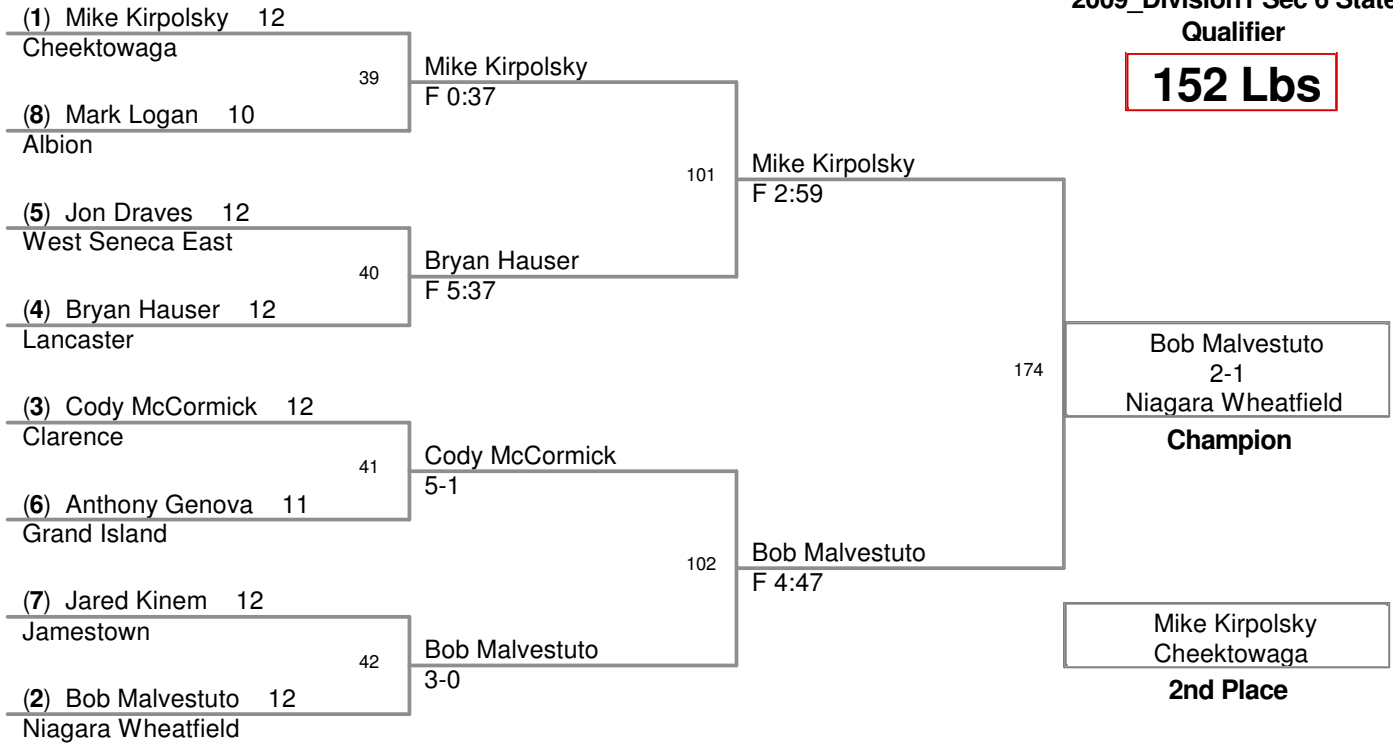 2009_Division1 Sec 6 State
Qualifier
152 Lbs
(1) Mike Kirpolsky 12
Cheektowaga
39
Mike Kirpolsky
F 0:37
(8) Mark Logan 10
Albion
101
Mike Kirpolsky
F 2:59
(5) Jon Draves 12
West Seneca East
40
Bryan Hauser
F 5:37
(4) Bryan Hauser 12
Lancaster
174
Bob Malvestuto
2-1
Niagara Wheatfield
Champion
(3) Cody McCormick 12
Clarence
41
Cody McCormick
5-1
(6) Anthony Genova 11
Grand Island
102
Bob Malvestuto
F 4:47
(7) Jared Kinem 12
Jamestown
42
Bob Malvestuto
3-0
(2) Bob Malvestuto 12
Niagara Wheatfield
Mike Kirpolsky
Cheektowaga
2nd Place